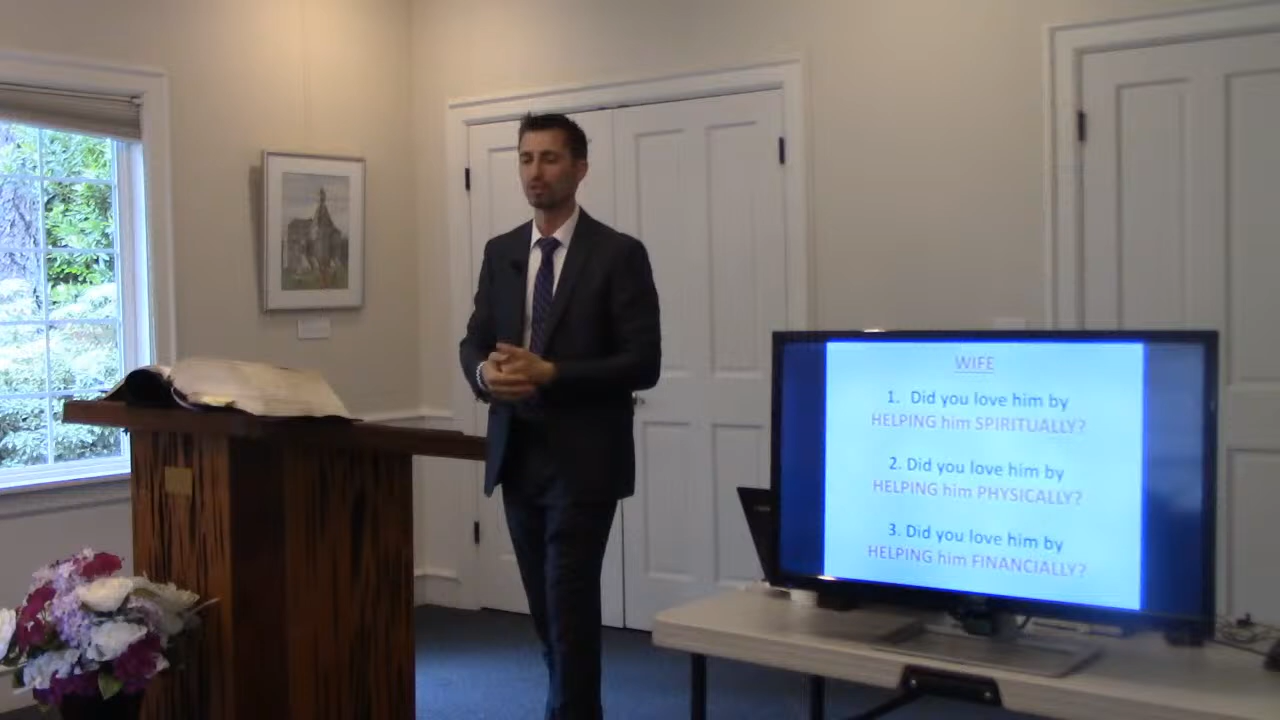 WIFE
1. Did you love him by
HELPING him SPIRITUALLY?
2. Did you love him by
HELPING him PHYSICALLY?
3. Did you love him by
HELPING him FINANCIALLY?